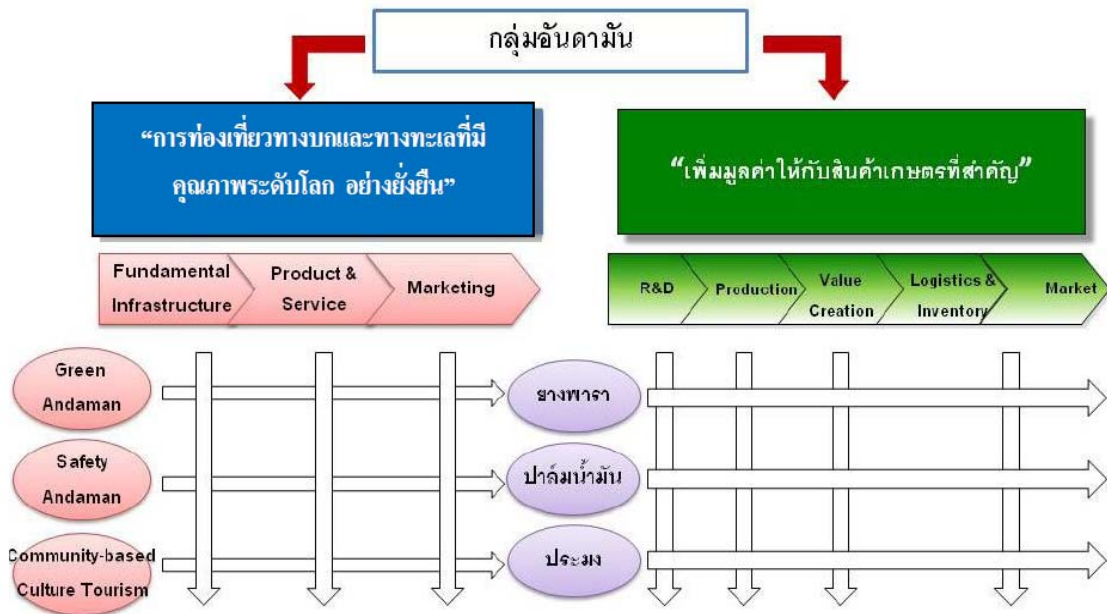 กลุ่มอันดามัน
“การท่องเที่ยวทางบกและทางทะเลที่มี
คุณภาพระดับโลก อย่างยั่งยืน”
“เพิ่มมูลค่าให้กับสินค้าเกษตรที่สำคัญ”
Fundamental
Infrastructure
Product &
Service
Marketing
R&D
Production
Value
Creation
Logistics &
Inventory
Market
Green
Andaman
ยางพารา
Safety
Andaman
ปาล์มน้ำมัน
Community-based
Culture Tourism
ประมง